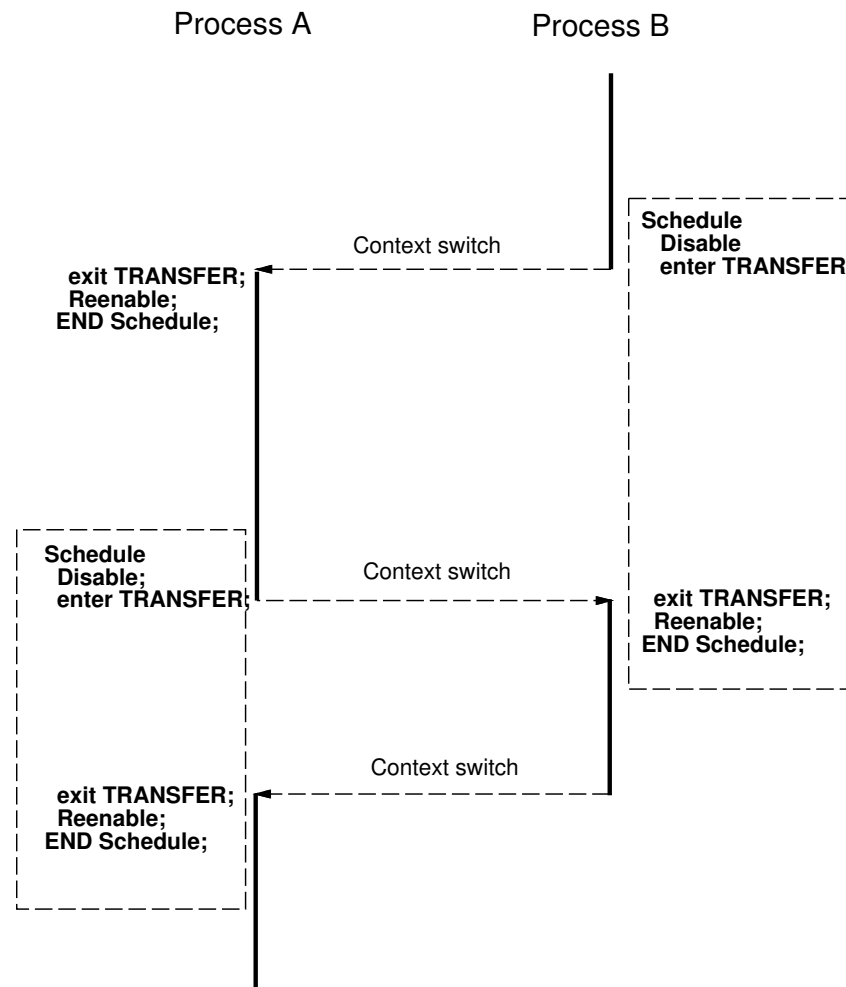 Process A
Process B
Schedule
Disable
enter TRANSFER
Context switch
exit TRANSFER;
Reenable;
END Schedule;
Schedule
Disable;
enter TRANSFER;
Context switch
exit TRANSFER;
Reenable;
END Schedule;
Context switch
exit TRANSFER;
Reenable;
END Schedule;